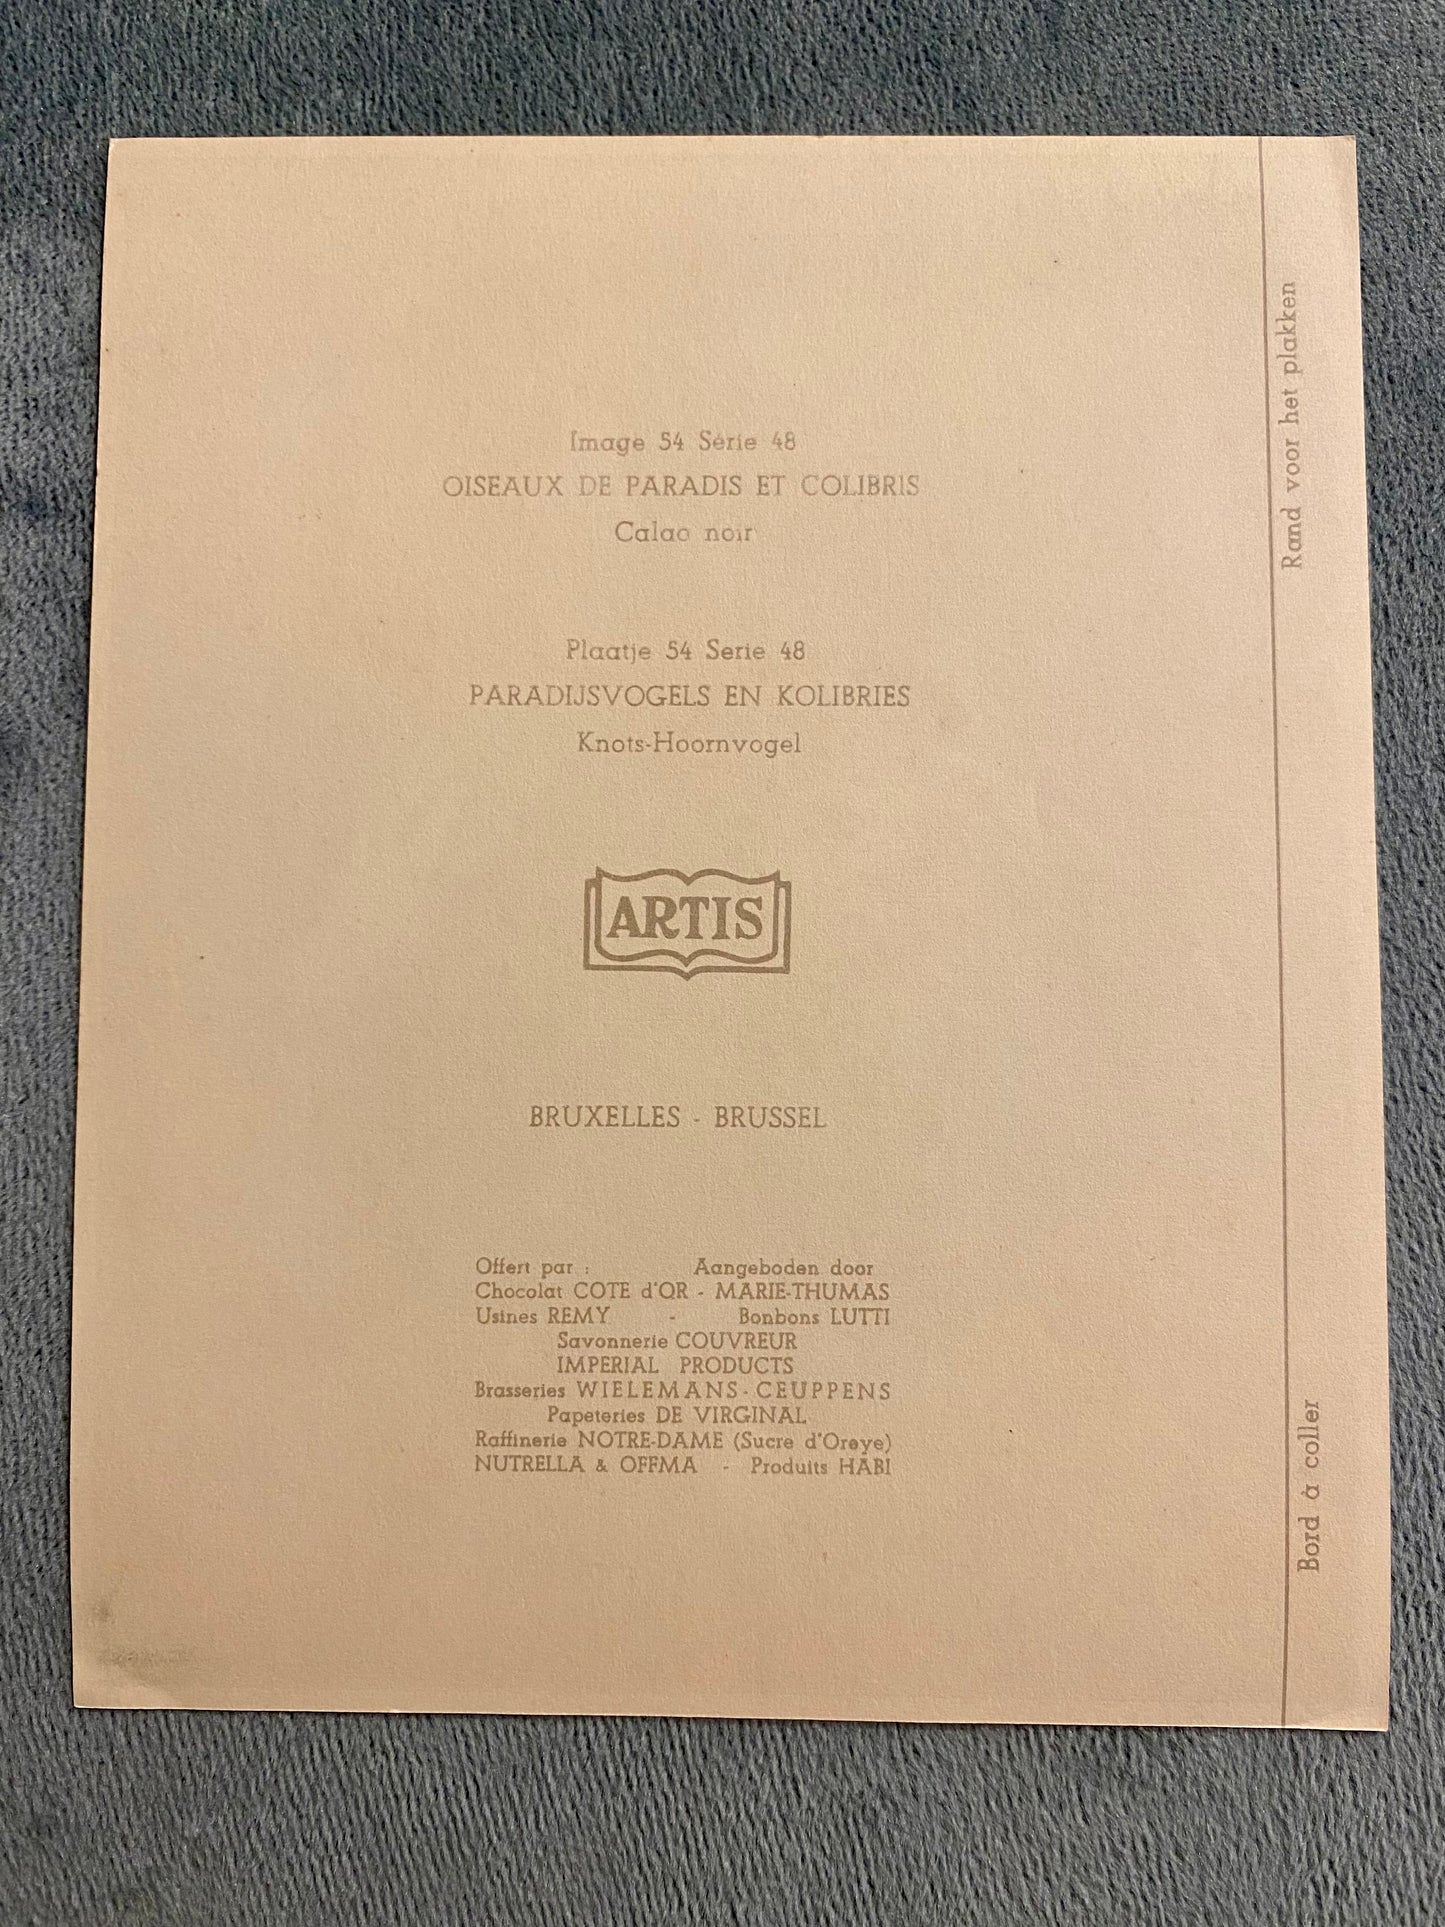 Image 54 Série 48
OISEAUX DE PARADIS ET COLIBRIS
Calao noir
Plaatje 54 Serie 48
PARADIJSVOGELS EN KOLIBRIES
Knots-Hoornvogel
ARTIS
BRUXELLES - BRUSSEL
Offert par : Aangeboden door
Chocolat COTE d'OR - MARIE-THUMAS
Usines REMY - Bonbons LUTTI
Savonnerie COUVREUR
IMPERIAL PRODUCTS
Brasseries WIELEMANS-CEUPPENS
Papeteries DE VIRGINAL
Raffinerie NOTRE-DAME (Sucre d'Oreye)
NUTRELLA & OFFMA - Produits HABI
Rand voor het plakken
Bord à coller